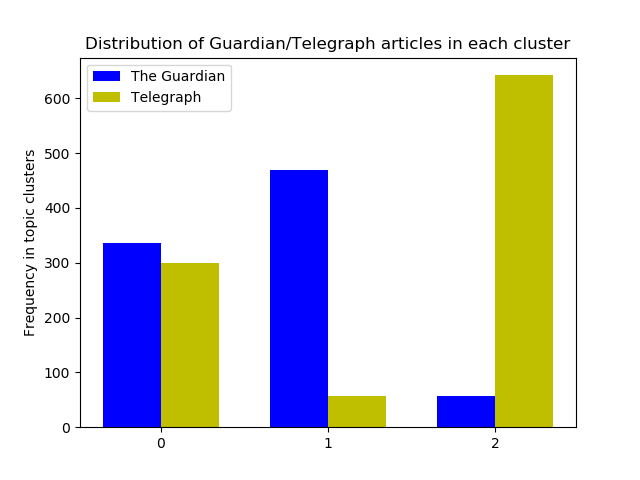 Distribution of Guardian/Telegraph articles in each cluster
The Guardian
Telegraph
Frequency in topic clusters
600
500
400
300
200
100
0
0 1 2